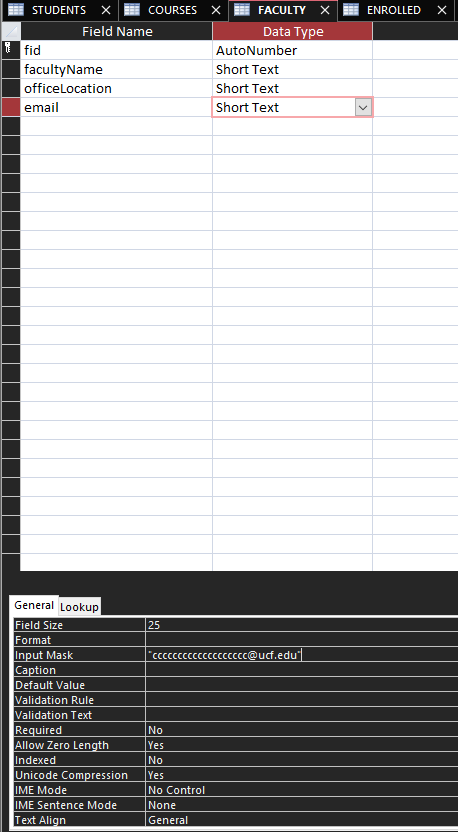 STUDENTS COURSES FACULTY ENROLLED
Field Name Data Type
fid AutoNumber
facultyName Short Text
officeLocation Short Text
email Short Text
General Lookup
Field Size 25
Format
Input Mask "ccccccccccccccccccc@ucf.edu"
Caption
Default Value
Validation Rule
Validation Text
Required No
Allow Zero Length Yes
Indexed No
Unicode Compression Yes
IME Mode No Control
IME Sentence Mode None
Text Align General